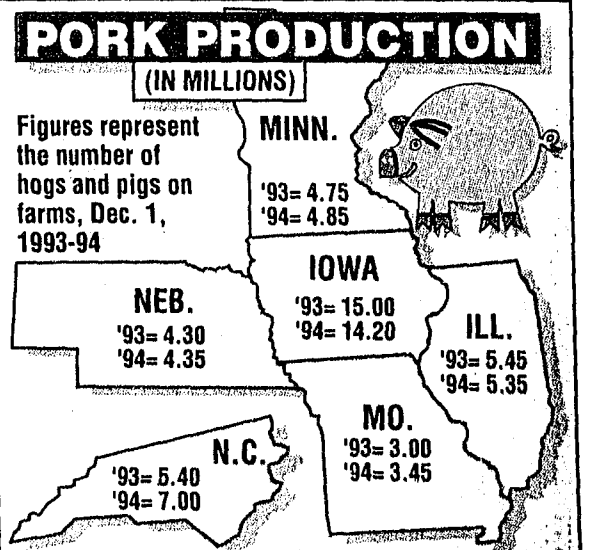 PORK PRODUCTION
(IN MILLIONS)
Figures represent
the number of
hogs and pigs on
farms, Dec. 1,
1993-94
MINN.
'93= 4.75
'94= 4.85
IOWA
'93= 15.00
'94= 14.20
NEB.
'93= 4.30
'94= 4.35
ILL.
'93= 5.45
'94= 5.35
MO.
'93= 3.00
'94= 3.45
N.C.
'93= 5.40
'94= 7.00